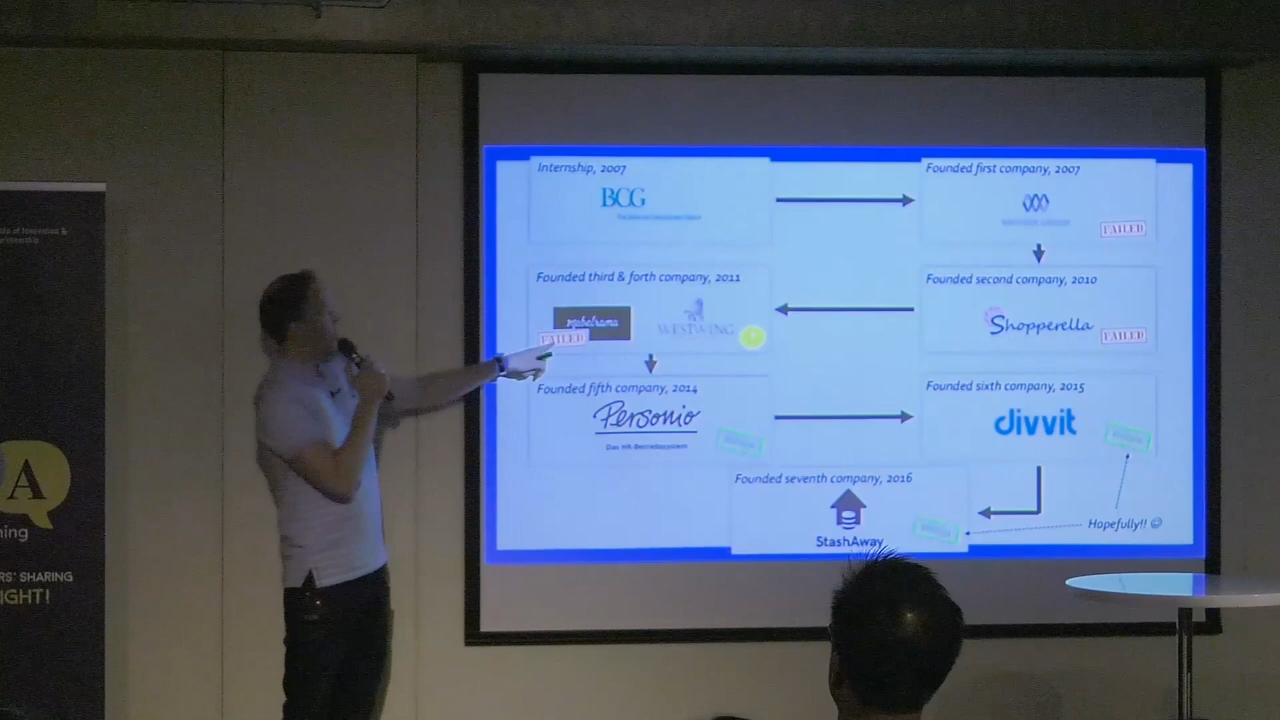 Internship, 2007
BCG
Founded first company, 2007
FAILED
Founded third & forth company, 2011
WESTWING
FAILED
Founded second company, 2010
Shopperella
FAILED
Founded fifth company, 2014
Personio
Das HR-Betriebssystem
Founded sixth company, 2015
divvit
Founded seventh company, 2016
StashAway
Hopefully!!
A
ning
RS' SHARING
IGHT!